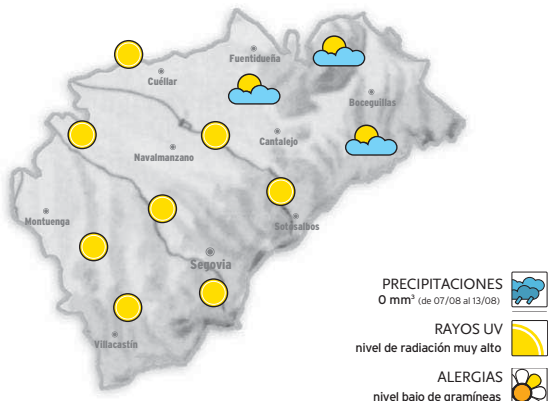 Fuentidueña
Cuéllar
Boceguillas
Cantalejo
Navalmanzano
Montuenga
Sotosalbos
Segovia
Villacastín
PRECIPITACIONES
0 mm³ (de 07/08 al 13/08)
RAYOS UV
nivel de radiación muy alto
ALERGIAS
nivel bajo de gramíneas